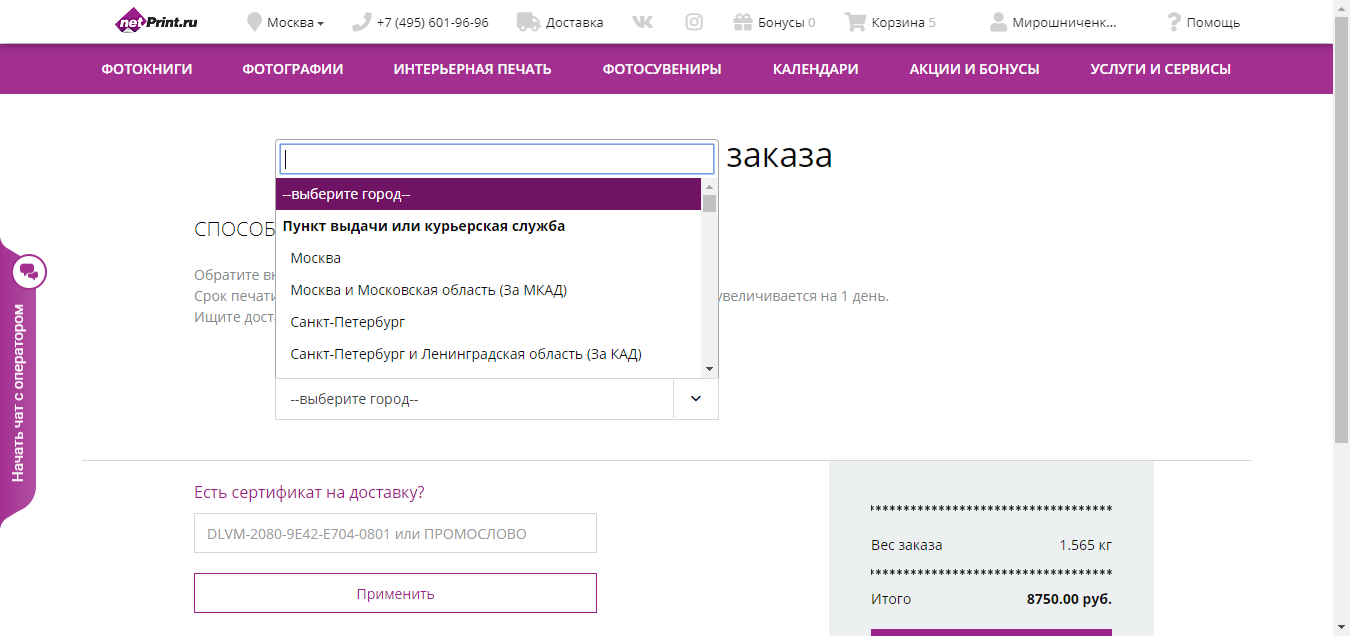 netPrint.ru
Москва
+7 (495) 601-96-96
Доставка
Бонусы 0
Корзина 5
Мирошниченк...
Помощь
ФОТОКНИГИ
ФОТОГРАФИИ
ИНТЕРЬЕРНАЯ ПЕЧАТЬ
ФОТОСУВЕНИРЫ
КАЛЕНДАРИ
АКЦИИ И БОНУСЫ
УСЛУГИ И СЕРВИСЫ
заказа
--выберите город--
СПОСОБ
Пункт выдачи или курьерская служба
Москва
Обратите
Москва и Московская область (За МКАД)
Срок печати
увеличивается на 1 день.
Ищите
Санкт-Петербург
Санкт-Петербург и Ленинградская область (За КАД)
--выберите город--
Начать чат с оператором
Есть сертификат на доставку?
DLVM-2080-9E42-E704-0801 или ПРОМОСЛОВО
Применить
Вес заказа 1.565 кг
Итого 8750.00 руб.